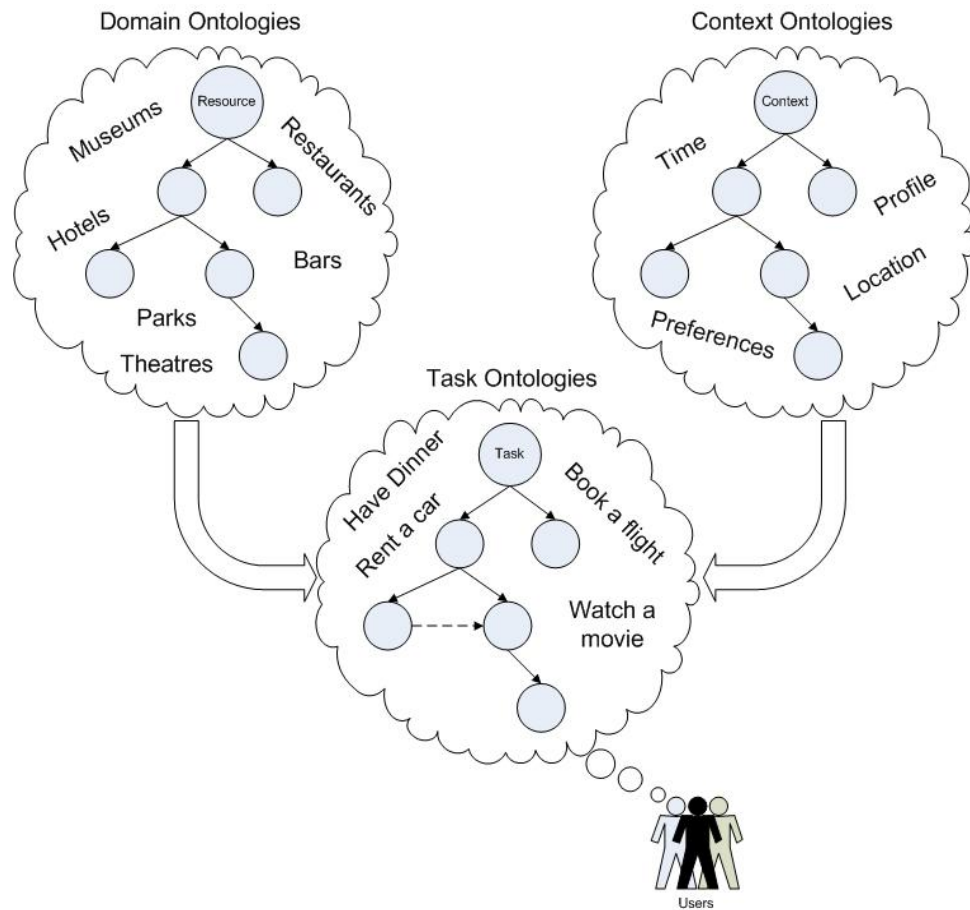 Domain Ontologies
Resource
Museums
Restaurants
Hotels
Bars
Parks
Theatres
Context Ontologies
Context
Time
Profile
Location
Preferences
Task Ontologies
Task
Have Dinner
Book a flight
Rent a car
Watch a
movie
Users